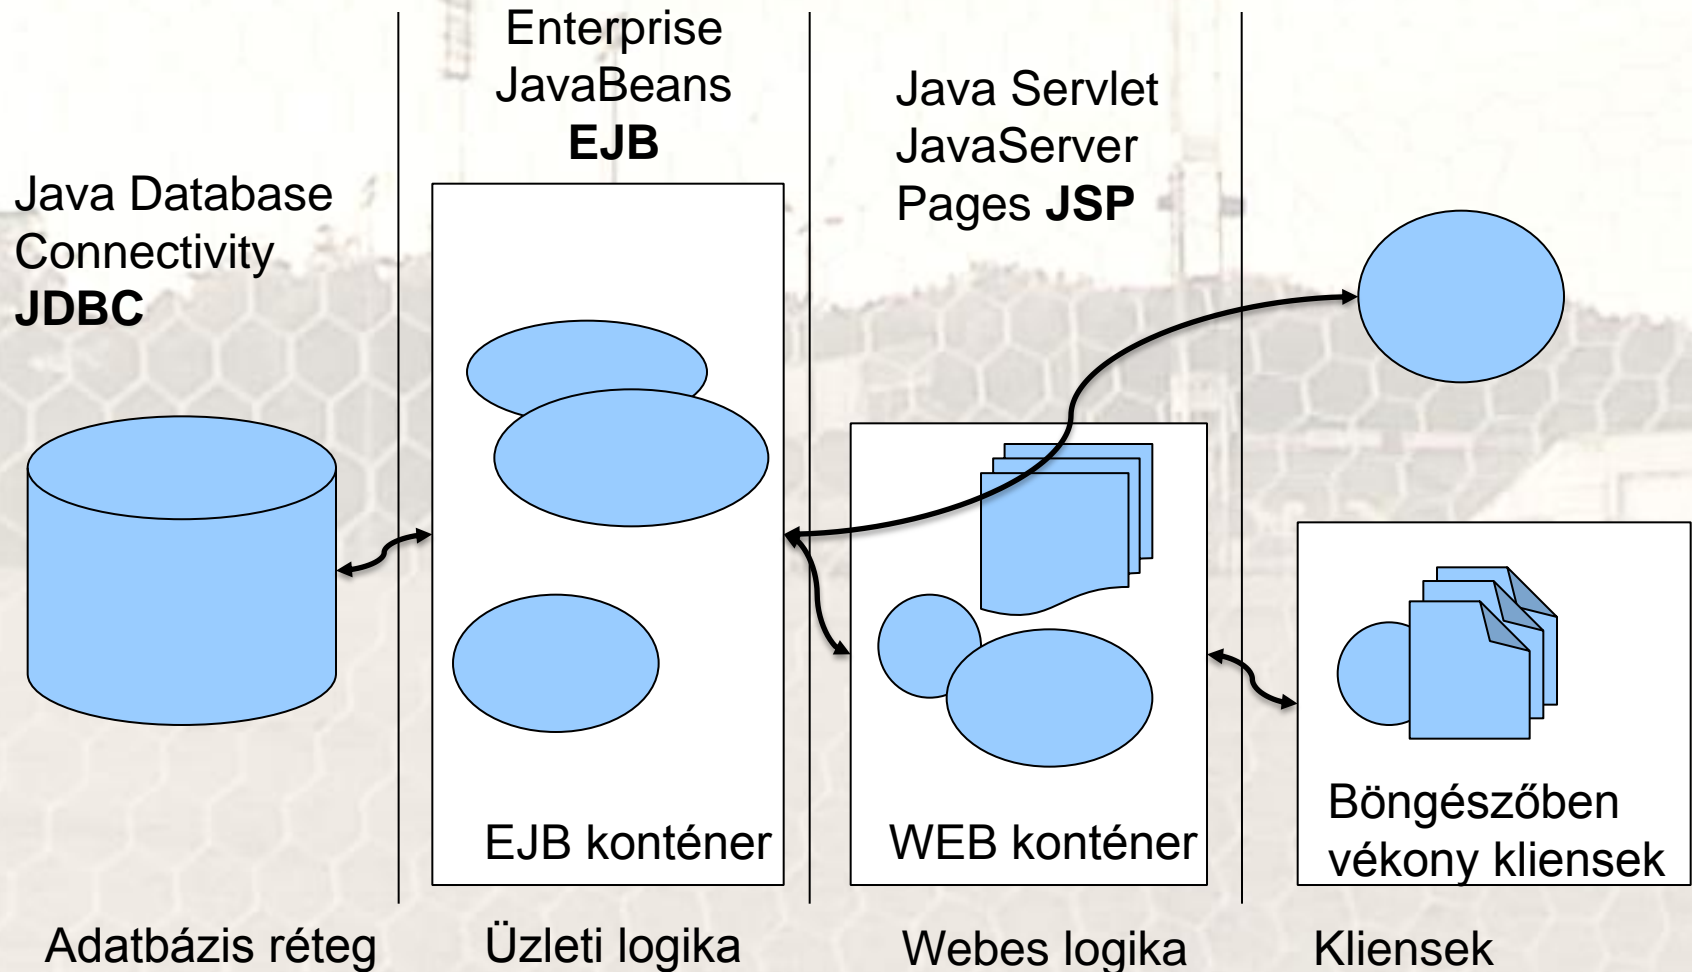 Java Database
Connectivity
JDBC
Enterprise
JavaBeans
EJB
Java Servlet
JavaServer
Pages JSP
EJB konténer
WEB konténer
Böngészőben
vékony kliensek
Adatbázis réteg
Üzleti logika
Webes logika
Kliensek